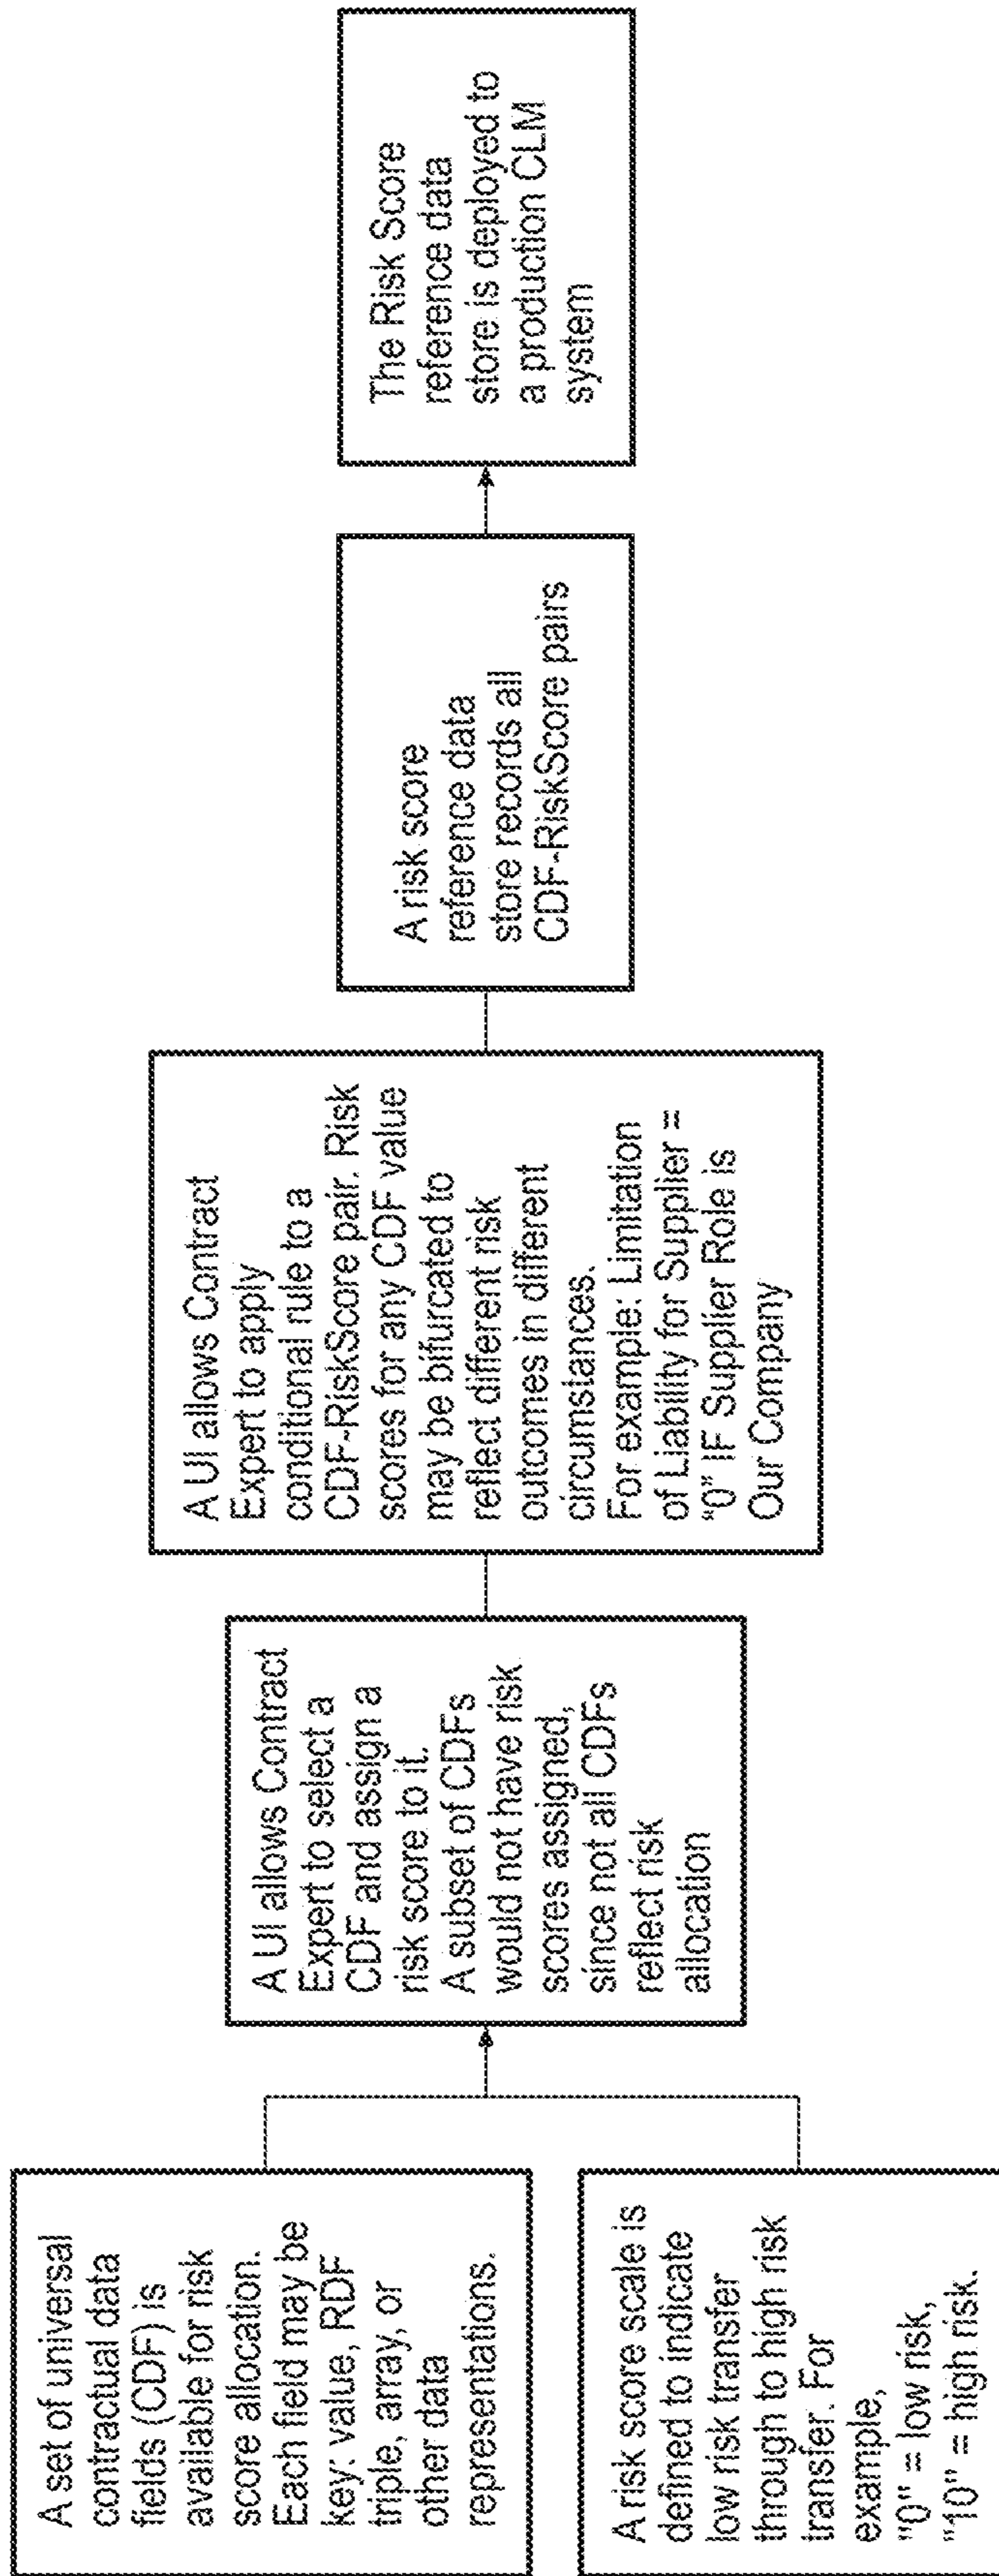 A set of universal
contractual data
fields (CDF) is
available for risk
score allocation.
Each field may be
key: value, RDF
triple, array, or
other data
representations.
A risk score scale is
defined to indicate
low risk transfer
through to high risk
transfer. For
example,
"0" = low risk,
"10" = high risk.
A UI allows Contract
Expert to select a
CDF and assign a
risk score to it.
A subset of CDFs
would not have risk
scores assigned,
since not all CDFs
reflect risk
allocation
A UI allows Contract
Expert to apply
conditional rule to a
CDF-RiskScore pair. Risk
scores for any CDF value
may be bifurcated to
reflect different risk
outcomes in different
circumstances.
For example: Limitation
of Liability for Supplier =
"0" IF Supplier Role is
Our Company
A risk score
reference data
store records all
CDF-RiskScore pairs
The Risk Score
reference data
store is deployed to
a production CLM
system